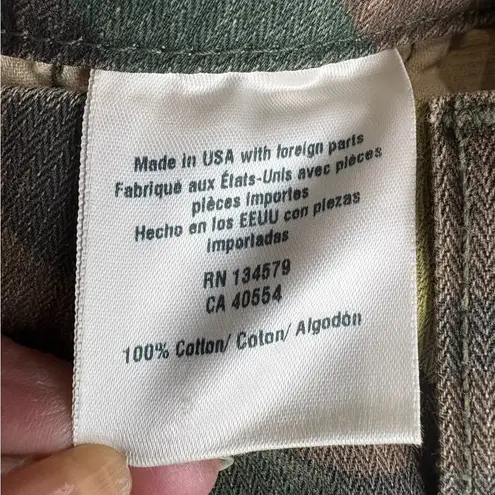 Made in USA with foreign parts
Fabriqué aux États-Unis avec pièces
pièces importes
Hecho en los EEUU con piezas
importadas
RN 134579
CA 40554
100% Cotton/ Coton/ Algodón